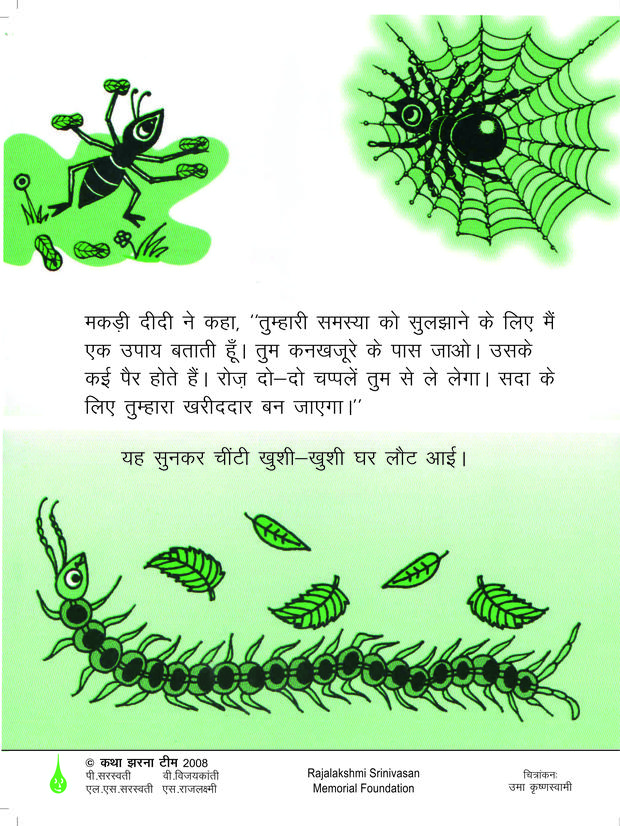 मकड़ी दीदी ने कहा, ''तुम्हारी समस्या को सुलझाने के लिए मैं
एक उपाय बताती हूँ। तुम कनखजूरे के पास जाओ। उसके
कई पैर होते हैं। रोज़ दो–दो चप्पलें तुम से ले लेगा। सदा के
लिए तुम्हारा खरीददार बन जाएगा।''
यह सुनकर चींटी खुशी–खुशी घर लौट आई।
© कथा झरना टीम 2008
पी.सरस्वती वी.विजयकांती
एल.एस.सरस्वती एस.राजलक्ष्मी
Rajalakshmi Srinivasan
Memorial Foundation
चित्रांकनः
उमा कृष्णस्वामी